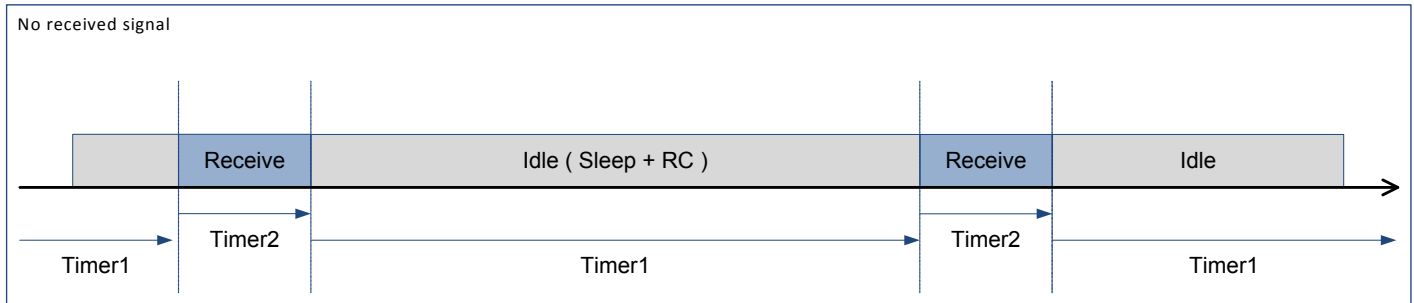 No received signal
Receive
Idle ( Sleep + RC )
Receive
Idle
Timer2
Timer2
Timer1
Timer1
Timer1